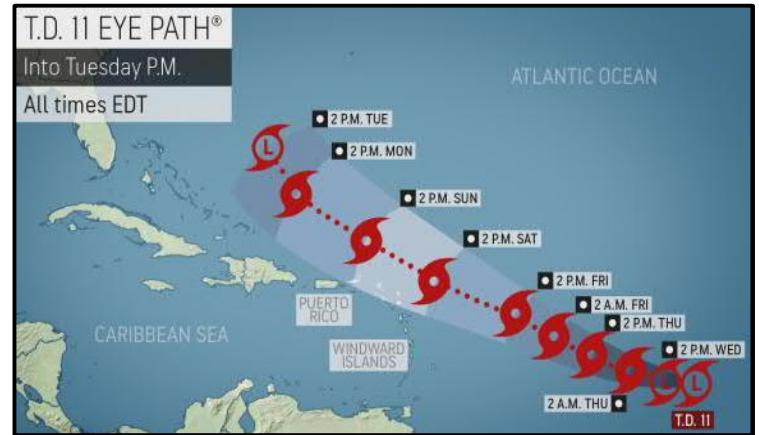 T.D. 11 EYE PATH®
Into Tuesday P.M.
All times EDT
ATLANTIC OCEAN
2 P.M. TUE
L
2 P.M. MON
2 P.M. SUN
2 P.M. SAT
2 P.M. FRI
2 A.M. FRI
2 P.M. THU
2 P.M. WED
PUERTO
RICO
CARIBBEAN SEA
WINDWARD
ISLANDS
2 A.M. THU
L
L
T.D. 11